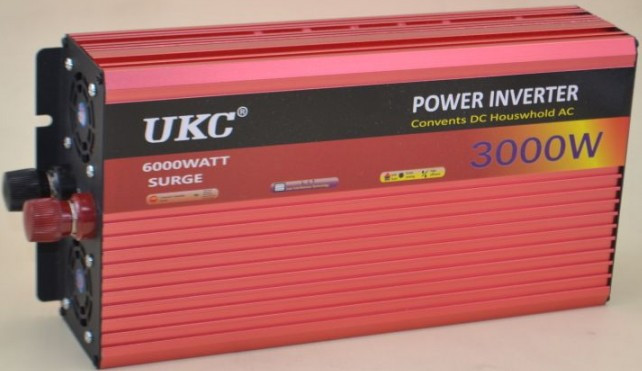 UKC®
POWER INVERTER
Convents DC Houswhold AC
6000WATT
SURGE
3000W